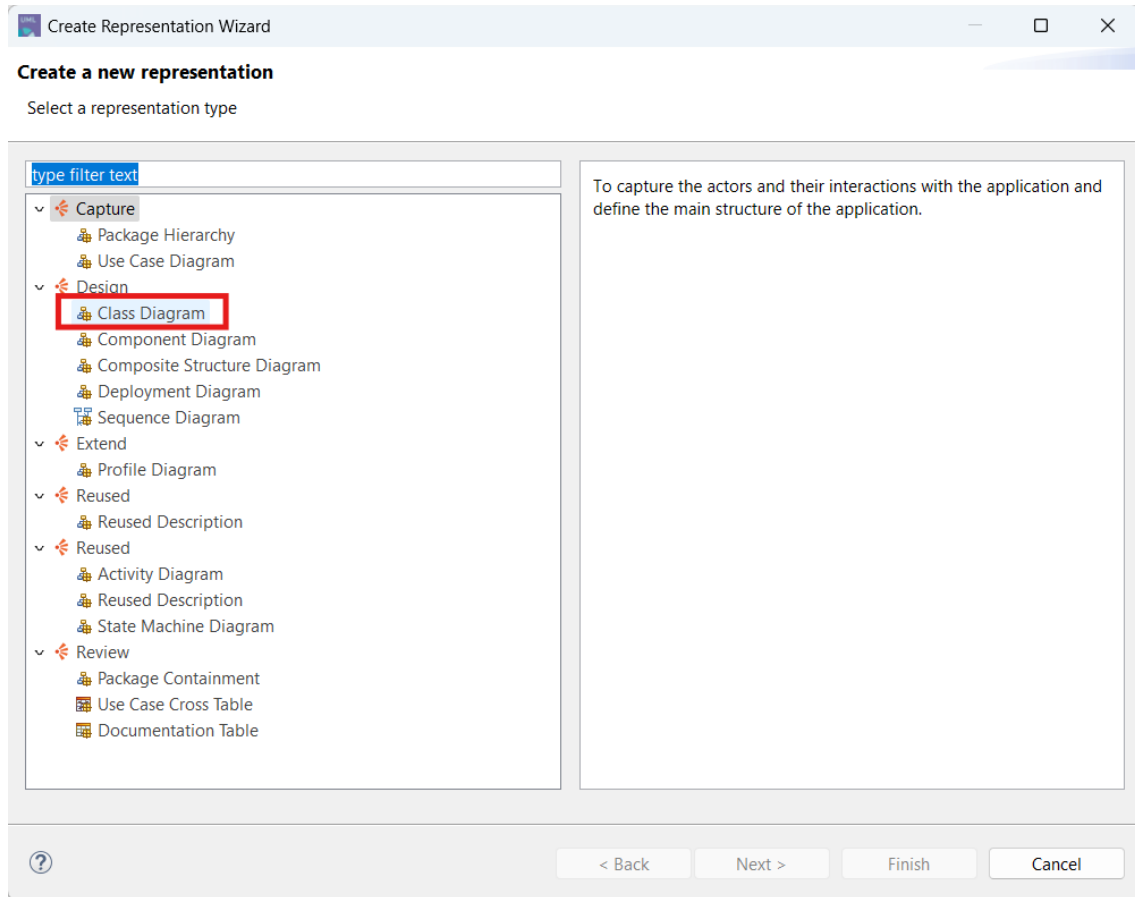 UML
Create Representation Wizard
Create a new representation
Select a representation type
type filter text
Capture
Package Hierarchy
Use Case Diagram
Design
Class Diagram
Component Diagram
Composite Structure Diagram
Deployment Diagram
Sequence Diagram
Extend
Profile Diagram
Reused
Reused Description
Reused
Activity Diagram
Reused Description
State Machine Diagram
Review
Package Containment
Use Case Cross Table
Documentation Table
To capture the actors and their interactions with the application and
define the main structure of the application.
?
< Back
Next >
Finish
Cancel